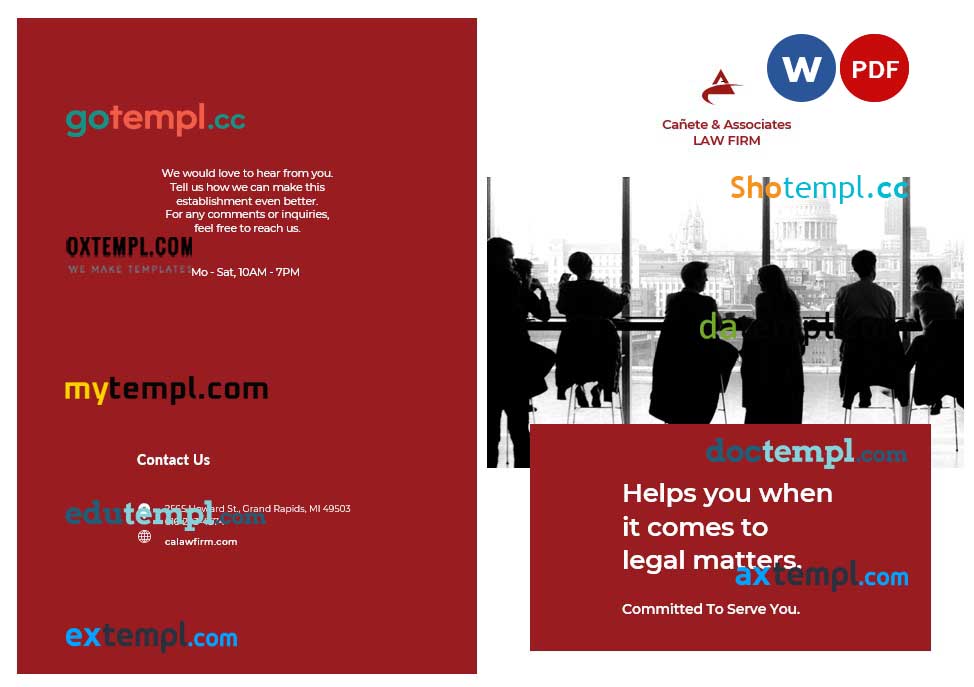 gotempl.cc
We would love to hear from you.
Tell us how we can make this
establishment even better.
For any comments or inquiries,
feel free to reach us.
OXTEMPL.COM
WE MAKE TEMPLATES
Mo - Sat, 10AM - 7PM
mytempl.com
Contact Us
Howard St., Grand Rapids, MI 49503
edutempl.com
calawfirm.com
extempl.com
W
PDF
Cañete & Associates
LAW FIRM
Shotempl.cc
datempl.com
doctempl.com
Helps you when
it comes to
legal matters.
axtempl.com
Committed To Serve You.